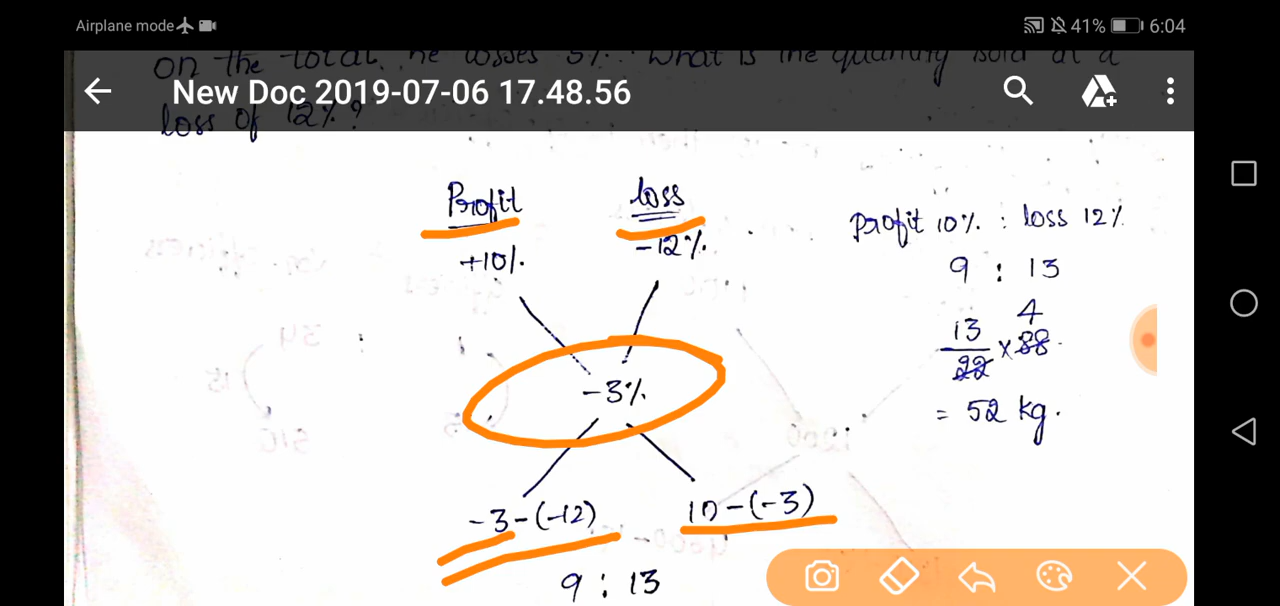 Airplane mode 41% 6:04
on the total, he losses 3%. What is the quantity sold at a
New Doc 2019-07-06 17.48.56
loss of 12%?
Profit loss
+10%. -12%.
Profit 10%. : loss 12%
9 : 13
13/22 × 88 4
-3%
= 52 kg.
-3-(-12) 10-(-3)
9 : 13